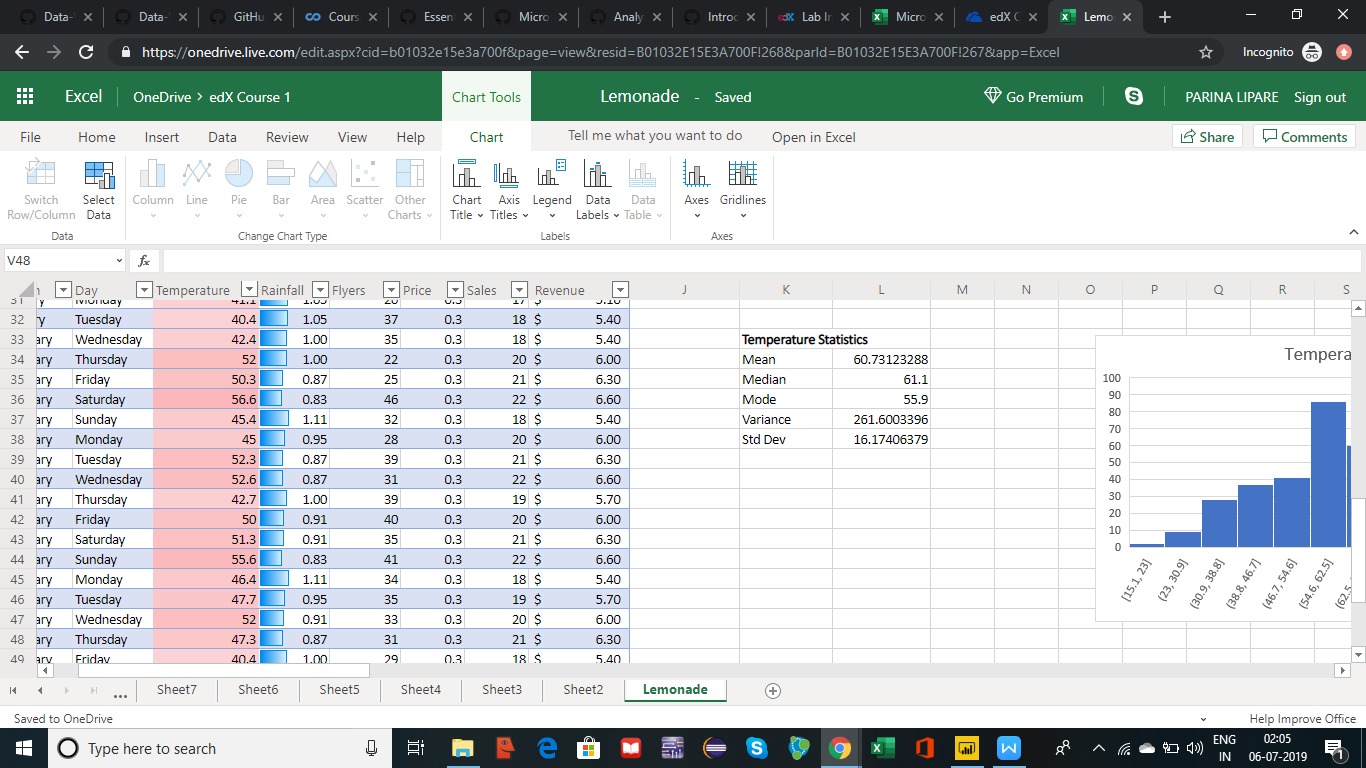 Data- Data- GitHu Cours Essen Micro Analy Introd Lab In Micro edX C Lemo
https://onedrive.live.com/edit.aspx?cid=b01032e15e3a700f&page=view&resid=B01032E15E3A700F!268&parId=B01032E15E3A700F!267&app=Excel Incognito
Excel OneDrive > edX Course 1 Chart Tools Lemonade - Saved Go Premium PARINA LIPARE Sign out
File Home Insert Data Review View Help Chart Tell me what you want to do Open in Excel Share Comments
Switch Select Column Line Pie Bar Area Scatter Other Chart Axis Legend Data Data Axes Gridlines
Row/Column Data Charts Title Titles Labels Table
Data Change Chart Type Labels Axes
V48 fx
Day Temperature Rainfall Flyers Price Sales Revenue J K L M N O P Q R S
31 y Monday 41.1 1.05 20 0.3 17 $ 5.10
32 ry Tuesday 40.4 1.05 37 0.3 18 $ 5.40
33 ary Wednesday 42.4 1.00 35 0.3 18 $ 5.40 Temperature Statistics
34 ary Thursday 52 1.00 22 0.3 20 $ 6.00 Mean 60.73123288
35 ary Friday 50.3 0.87 25 0.3 21 $ 6.30 Median 61.1
36 ary Saturday 56.6 0.83 46 0.3 22 $ 6.60 Mode 55.9
37 ary Sunday 45.4 1.11 32 0.3 18 $ 5.40 Variance 261.6003396
38 ary Monday 45 0.95 28 0.3 20 $ 6.00 Std Dev 16.17406379
39 ary Tuesday 52.3 0.87 39 0.3 21 $ 6.30
40 ary Wednesday 52.6 0.87 31 0.3 22 $ 6.60
41 ary Thursday 42.7 1.00 39 0.3 19 $ 5.70
42 ary Friday 50 0.91 40 0.3 20 $ 6.00
43 ary Saturday 51.3 0.91 35 0.3 21 $ 6.30
44 ary Sunday 55.6 0.83 41 0.3 22 $ 6.60
45 ary Monday 46.4 1.11 34 0.3 18 $ 5.40
46 ary Tuesday 47.7 0.95 35 0.3 19 $ 5.70
47 ary Wednesday 52 0.91 33 0.3 20 $ 6.00
48 ary Thursday 47.3 0.87 31 0.3 21 $ 6.30
49 ary Friday 40.4 1.00 29 0.3 18 $ 5.40
Tempera
100
90
80
70
60
50
40
30
20
10
0
[15.1, 23] (23, 30.9] (30.9, 38.8] (38.8, 46.7] (46.7, 54.6] (54.6, 62.5] (62.5,
... Sheet7 Sheet6 Sheet5 Sheet4 Sheet3 Sheet2 Lemonade
Saved to OneDrive Help Improve Office
Type here to search ENG 02:05
IN 06-07-2019 1